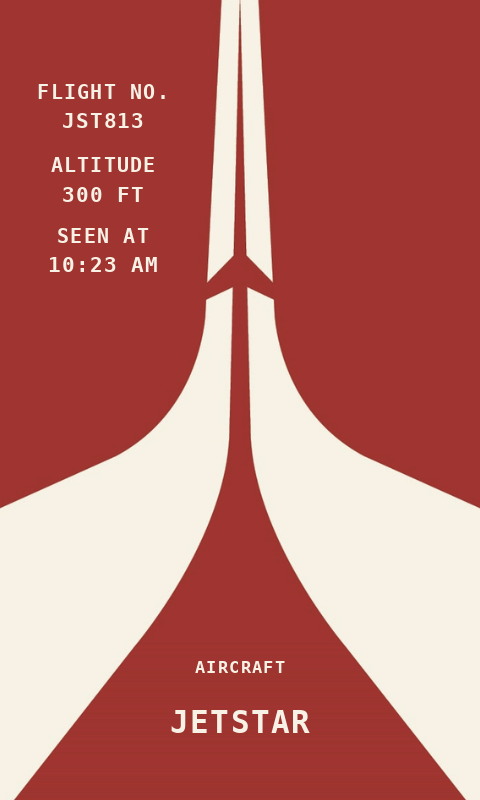 FLIGHT NO.
JST813
ALTITUDE
300 FT
SEEN AT
10:23 AM
AIRCRAFT
JETSTAR